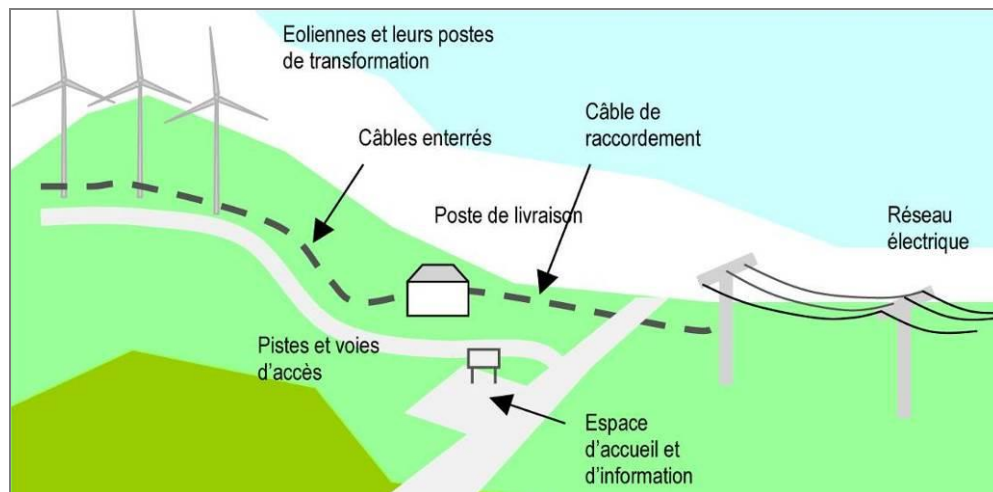 Eoliennes et leurs postes
de transformation
Câbles enterrés
Câble de
raccordement
Poste de livraison
Réseau
électrique
Pistes et voies
d’accès
Espace
d’accueil et
d’information